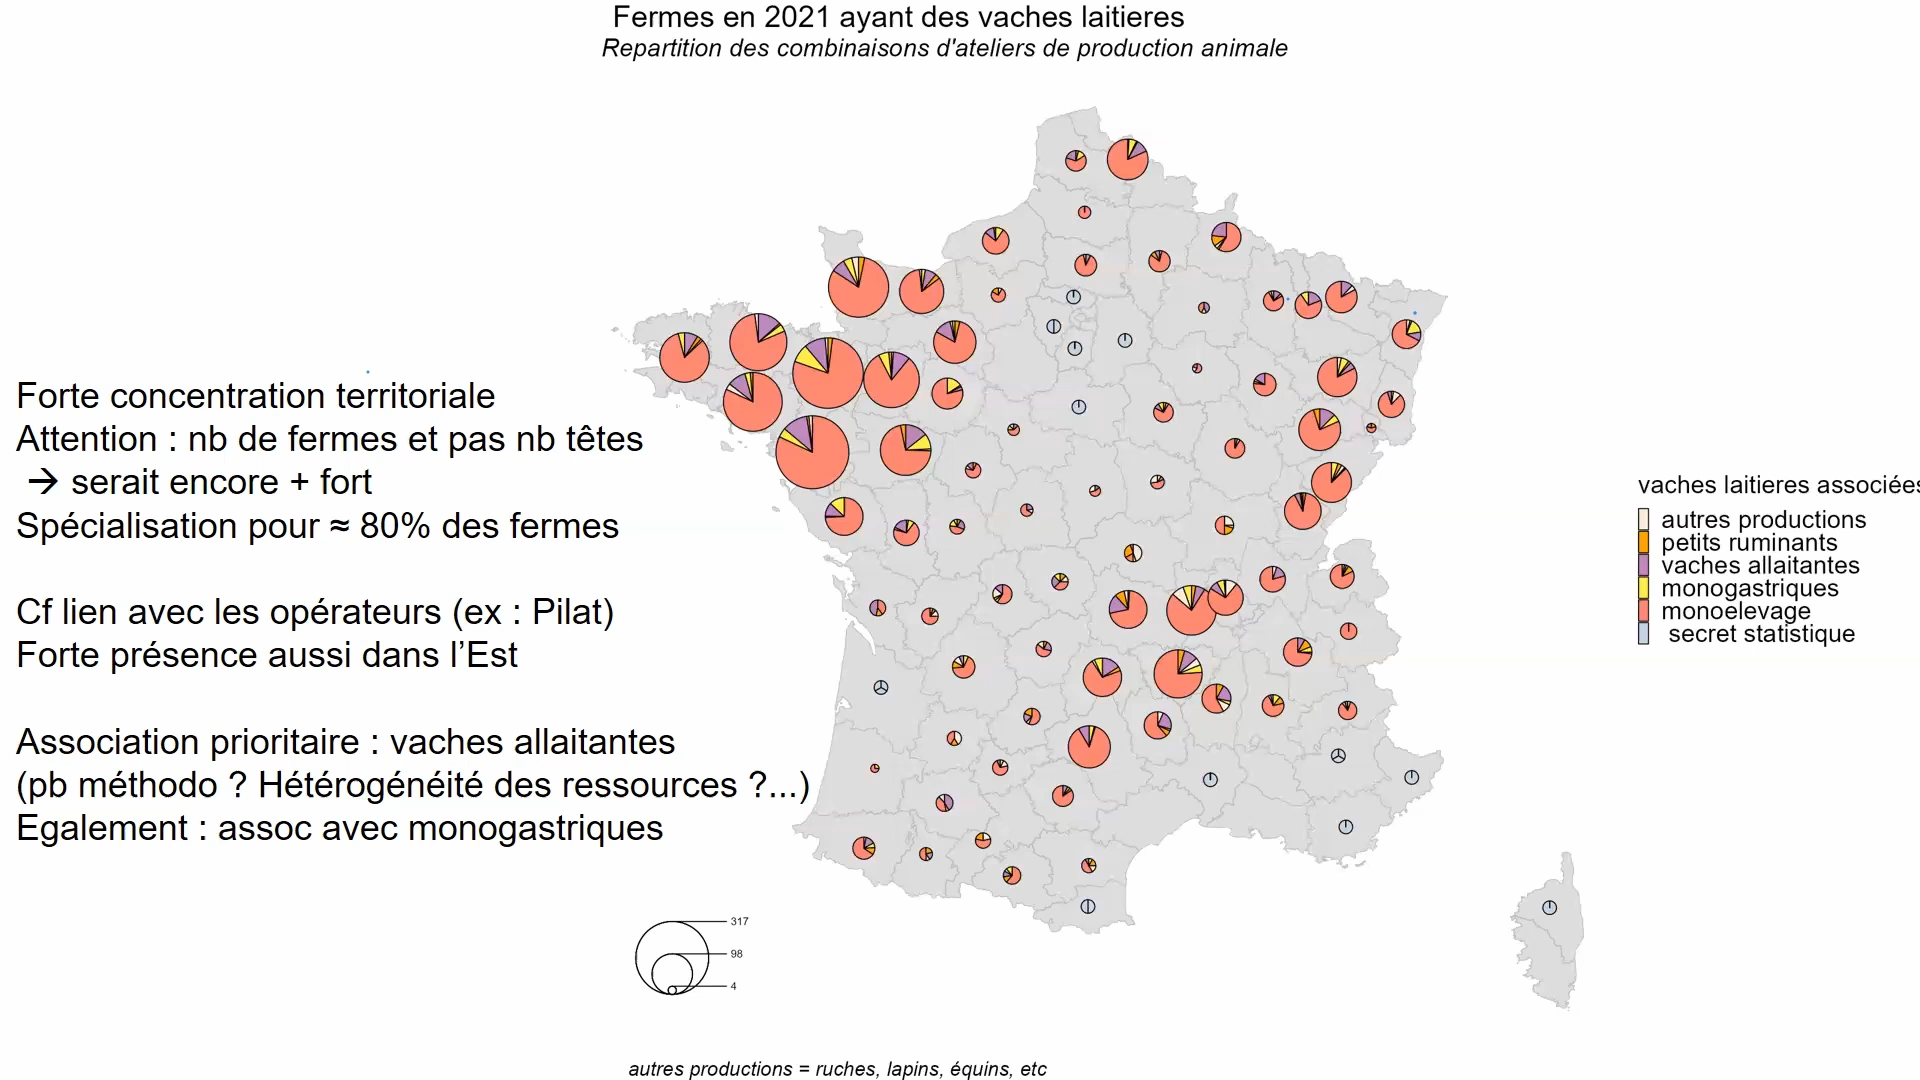 Fermes en 2021 ayant des vaches laitieres
Repartition des combinaisons d'ateliers de production animale
Forte concentration territoriale
Attention : nb de fermes et pas nb têtes
→ serait encore + fort
Spécialisation pour ≈ 80% des fermes
Cf lien avec les opérateurs (ex : Pilat)
Forte présence aussi dans l’Est
Association prioritaire : vaches allaitantes
(pb méthodo ? Hétérogénéité des ressources ?...)
Egalement : assoc avec monogastriques
vaches laitieres associées
autres productions
petits ruminants
vaches allaitantes
monogastriques
monoelevage
secret statistique
317
98
4
autres productions = ruches, lapins, équins, etc